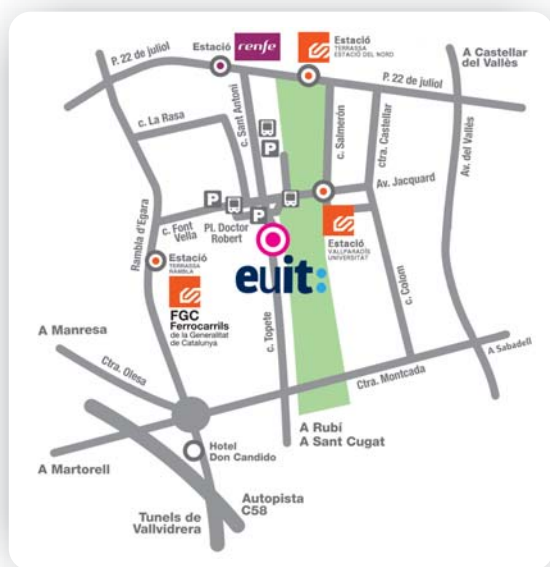 Estació renfe
Estació
TERRASSA
ESTACIÓ DEL NORD
A Castellar
del Vallès
P. 22 de juliol
P. 22 de juliol
c. La Rasa
c. Sant Antoni
c. Salmerón
ctra. Castellar
Av. del Vallès
P
P
P
Av. Jacquard
c. Font
Vella
Pl. Doctor
Robert
Rambla d'Egara
Estació
TERRASSA
RAMBLA
Estació
VALLPARADÍS
UNIVERSITAT
euit:
FGC
Ferrocarrils
de la Generalitat
de Catalunya
c. Topete
c. Colom
A Manresa
Ctra. Olesa
A Sabadell
Ctra. Montcada
A Rubí
A Sant Cugat
Hotel
Don Candido
A Martorell
Autopista
C58
Tunels de
Vallvidrera